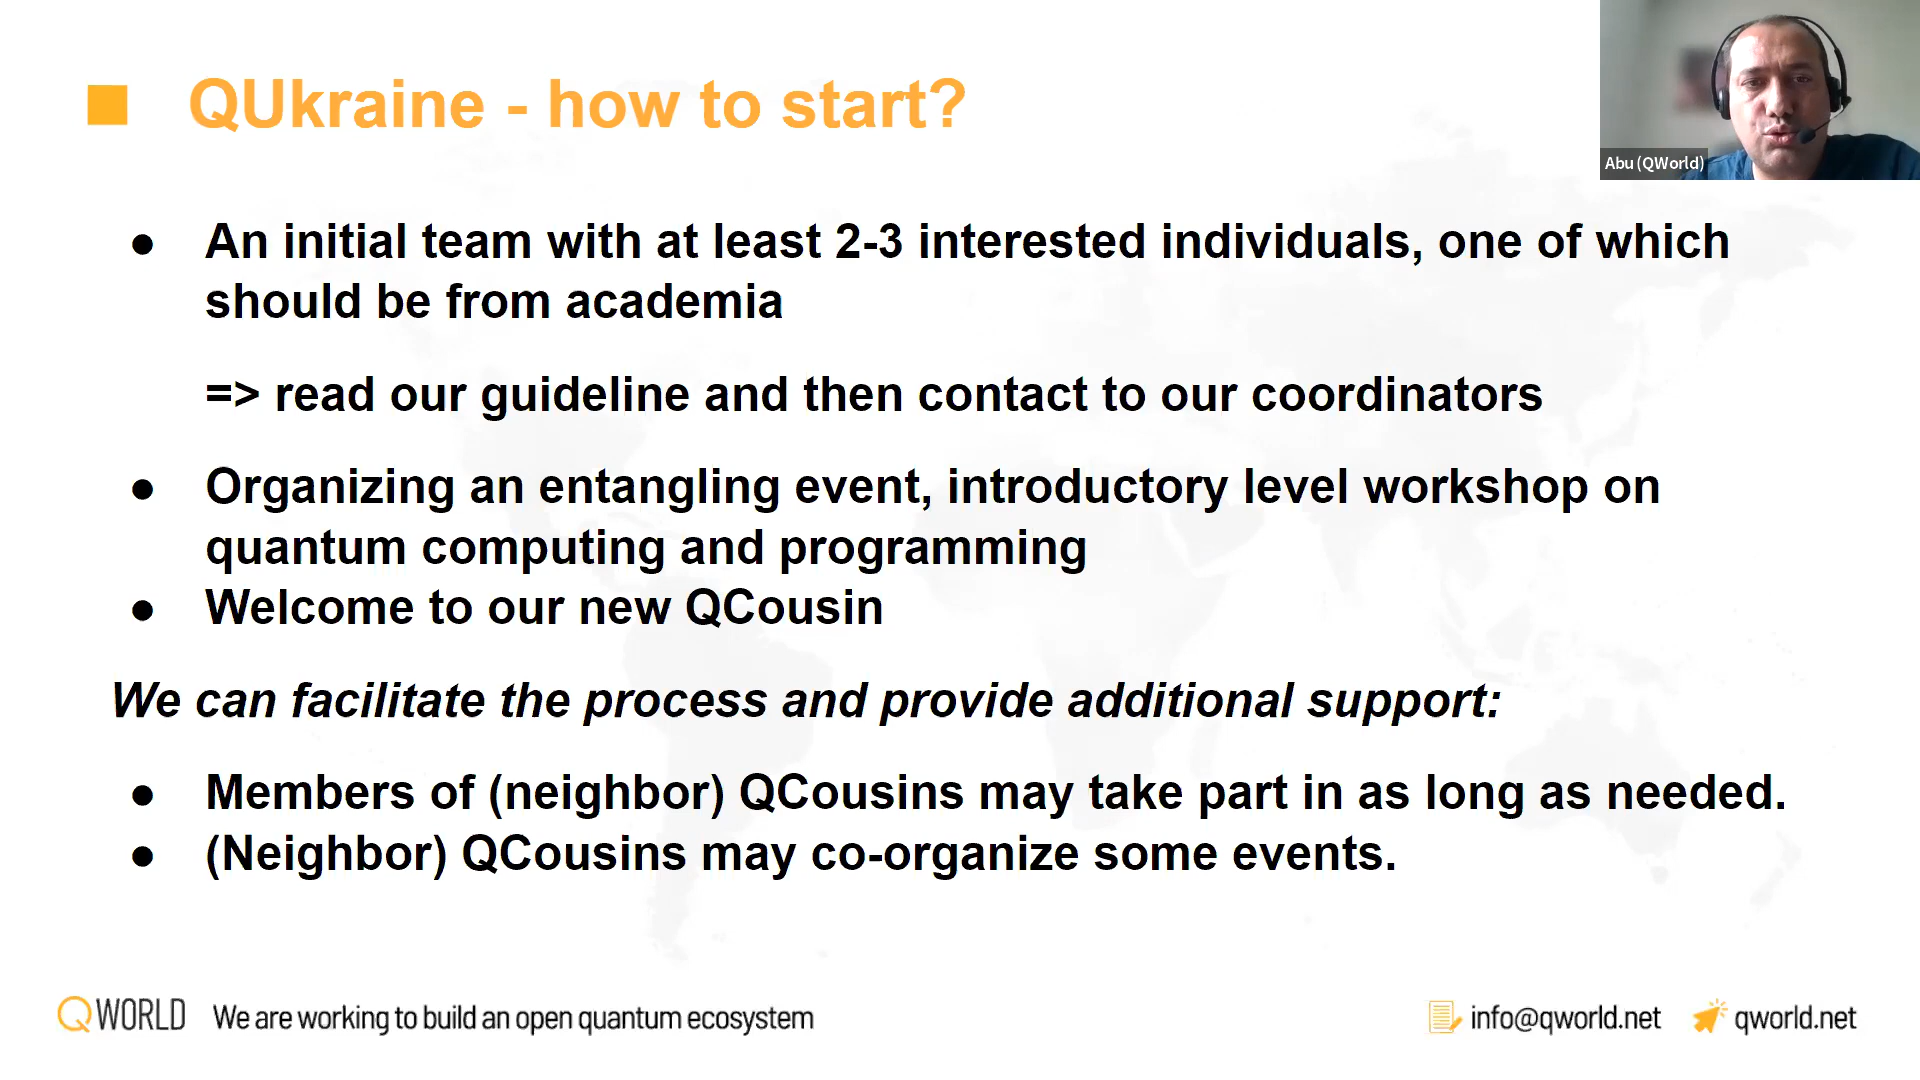 QUkraine - how to start?
Abu (QWorld)
● An initial team with at least 2-3 interested individuals, one of which
should be from academia
=> read our guideline and then contact to our coordinators
● Organizing an entangling event, introductory level workshop on
quantum computing and programming
● Welcome to our new QCousin
We can facilitate the process and provide additional support:
● Members of (neighbor) QCousins may take part in as long as needed.
● (Neighbor) QCousins may co-organize some events.
QWORLD We are working to build an open quantum ecosystem info@qworld.net qworld.net